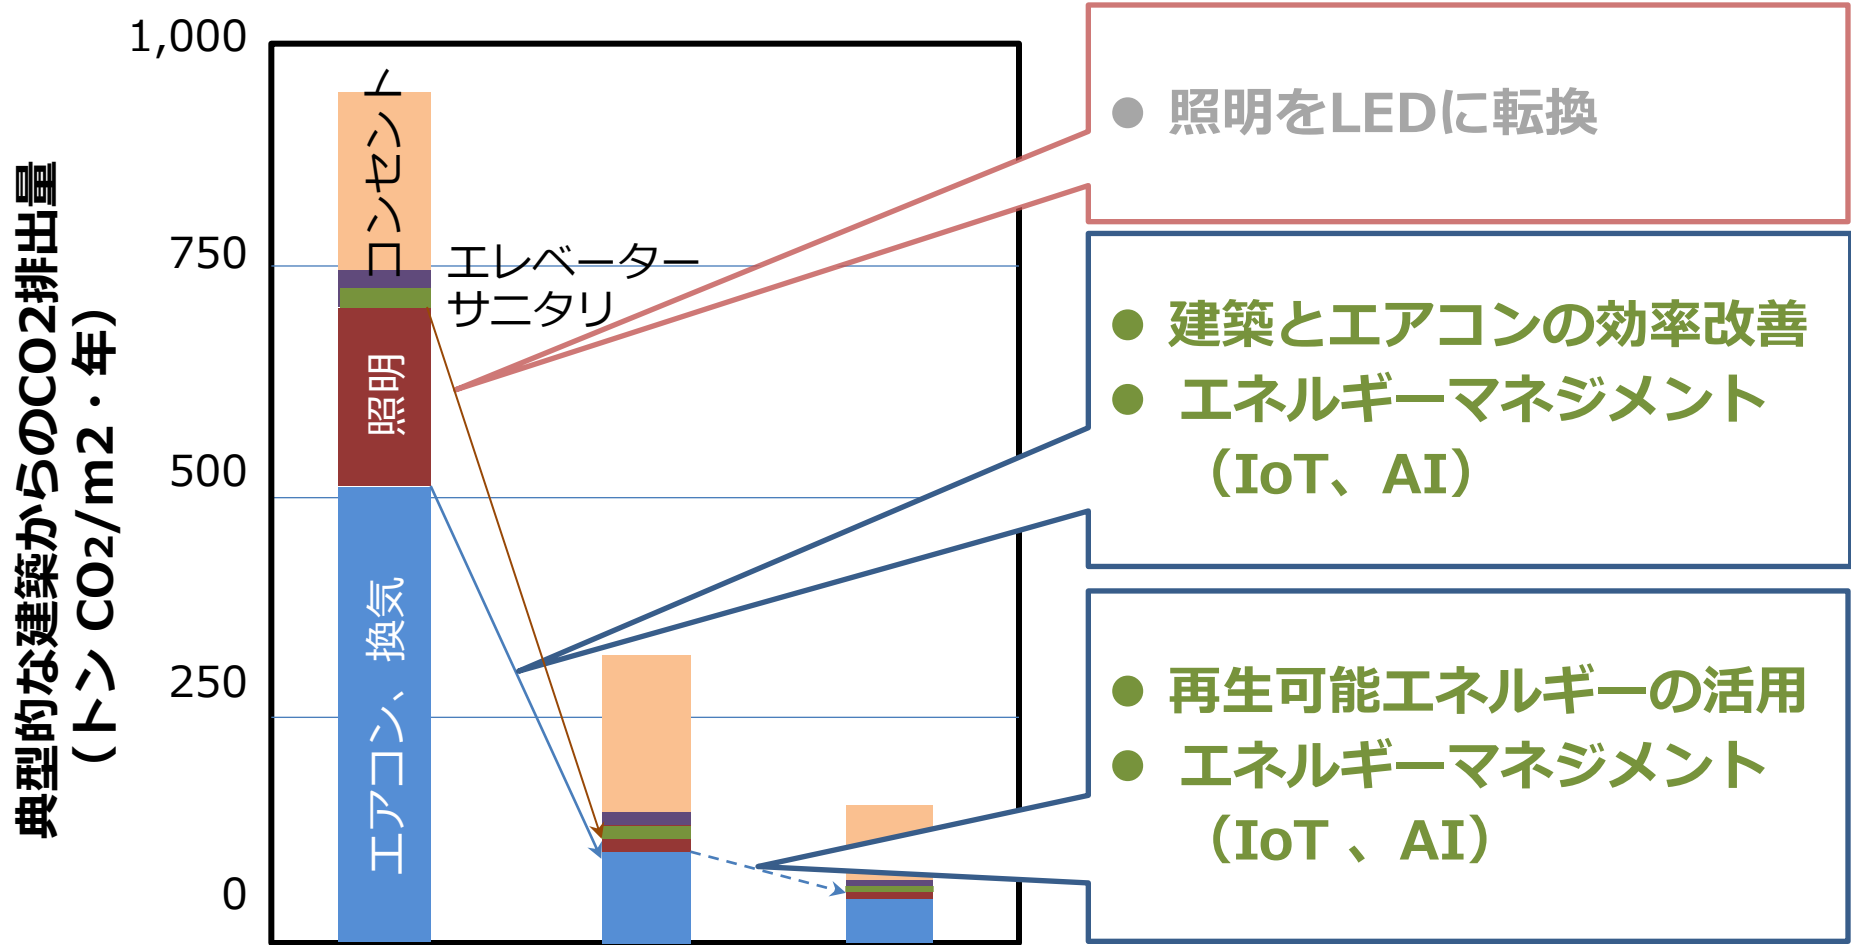 典型的な建築からのCO2排出量
（トン CO2/m2・年）
1,000
750
500
250
0
コンセント
エレベーター
サニタリ
照明
エアコン、換気
● 照明をLEDに転換
● 建築とエアコンの効率改善
● エネルギーマネジメント
（IoT、AI）
● 再生可能エネルギーの活用
● エネルギーマネジメント
（IoT 、AI）